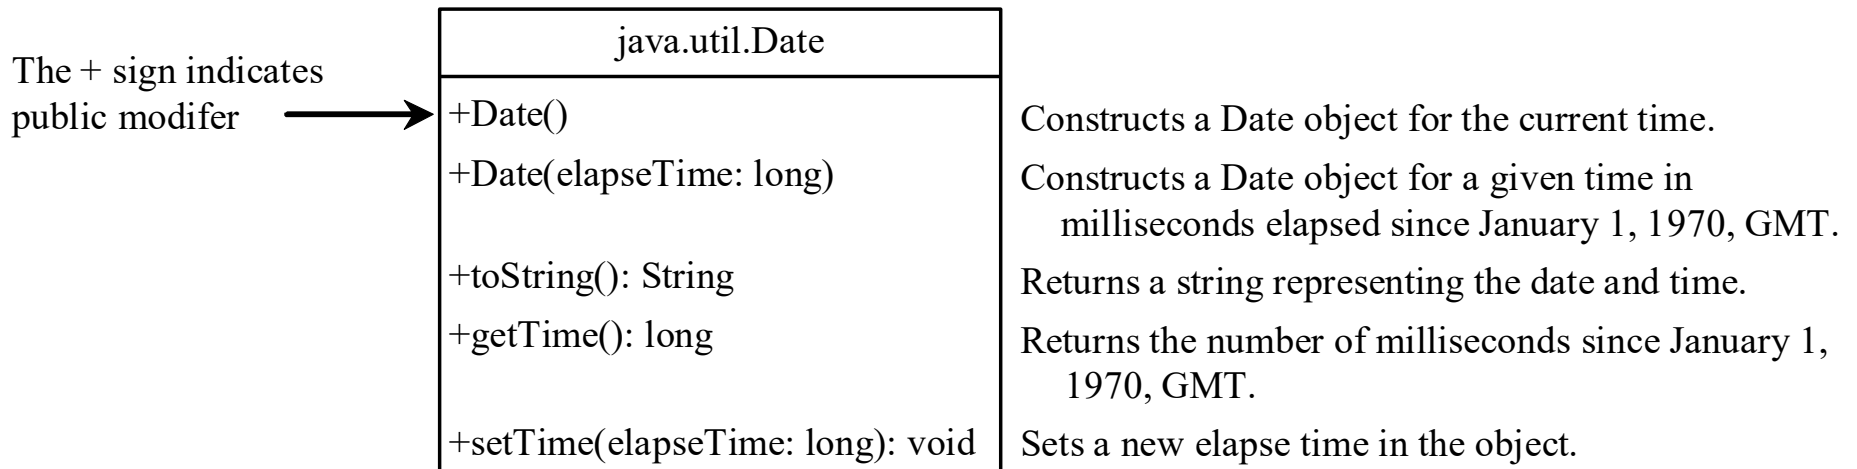 java.util.Date
The + sign indicates
public modifer
+Date()
Constructs a Date object for the current time.
+Date(elapseTime: long)
Constructs a Date object for a given time in
milliseconds elapsed since January 1, 1970, GMT.
+toString(): String
Returns a string representing the date and time.
+getTime(): long
Returns the number of milliseconds since January 1,
1970, GMT.
+setTime(elapseTime: long): void
Sets a new elapse time in the object.